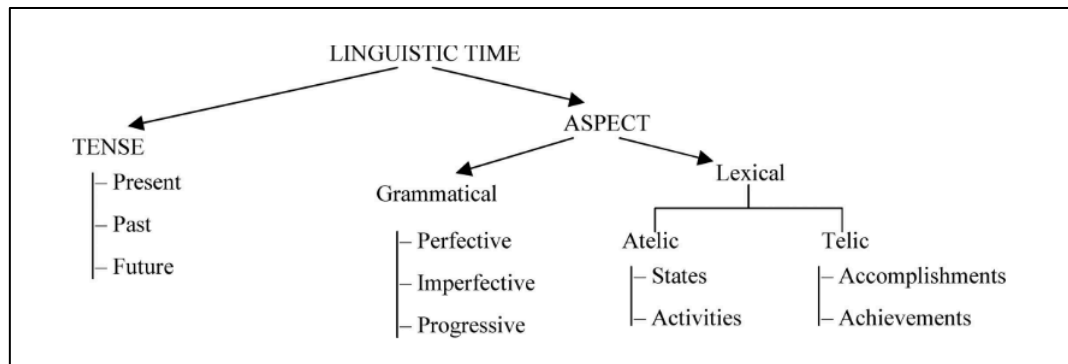 LINGUISTIC TIME
TENSE
– Present
– Past
– Future
ASPECT
Grammatical
– Perfective
– Imperfective
– Progressive
Lexical
Atelic
– States
– Activities
Telic
– Accomplishments
– Achievements